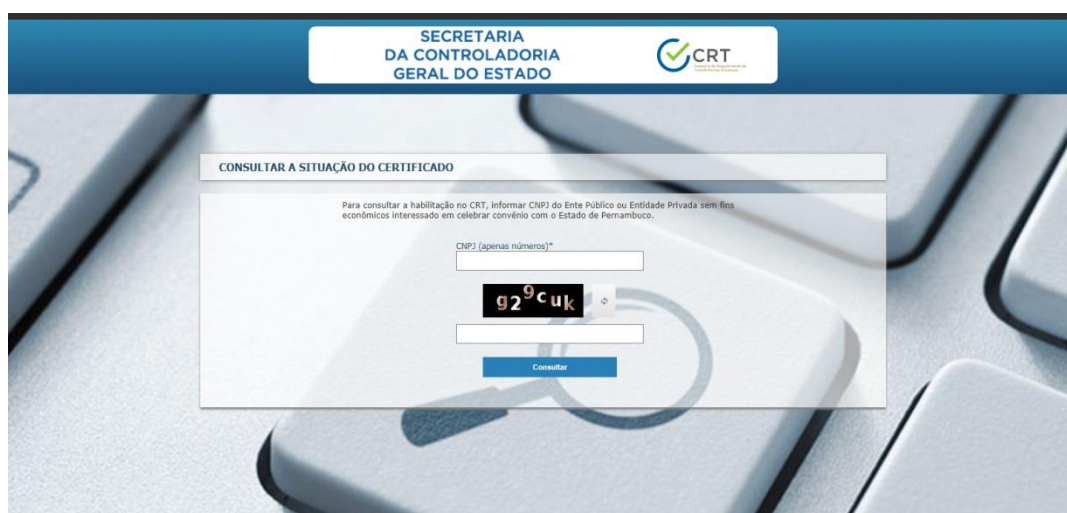 SECRETARIA
DA CONTROLADORIA
GERAL DO ESTADO
CRT
CONSULTAR A SITUAÇÃO DO CERTIFICADO
Para consultar a habilitação no CRT, informar CNPJ do Ente Público ou Entidade Privada sem fins
econômicos interessado em celebrar convênio com o Estado de Pernambuco.
CNPJ (apenas números)*
g29cuk
Consultar